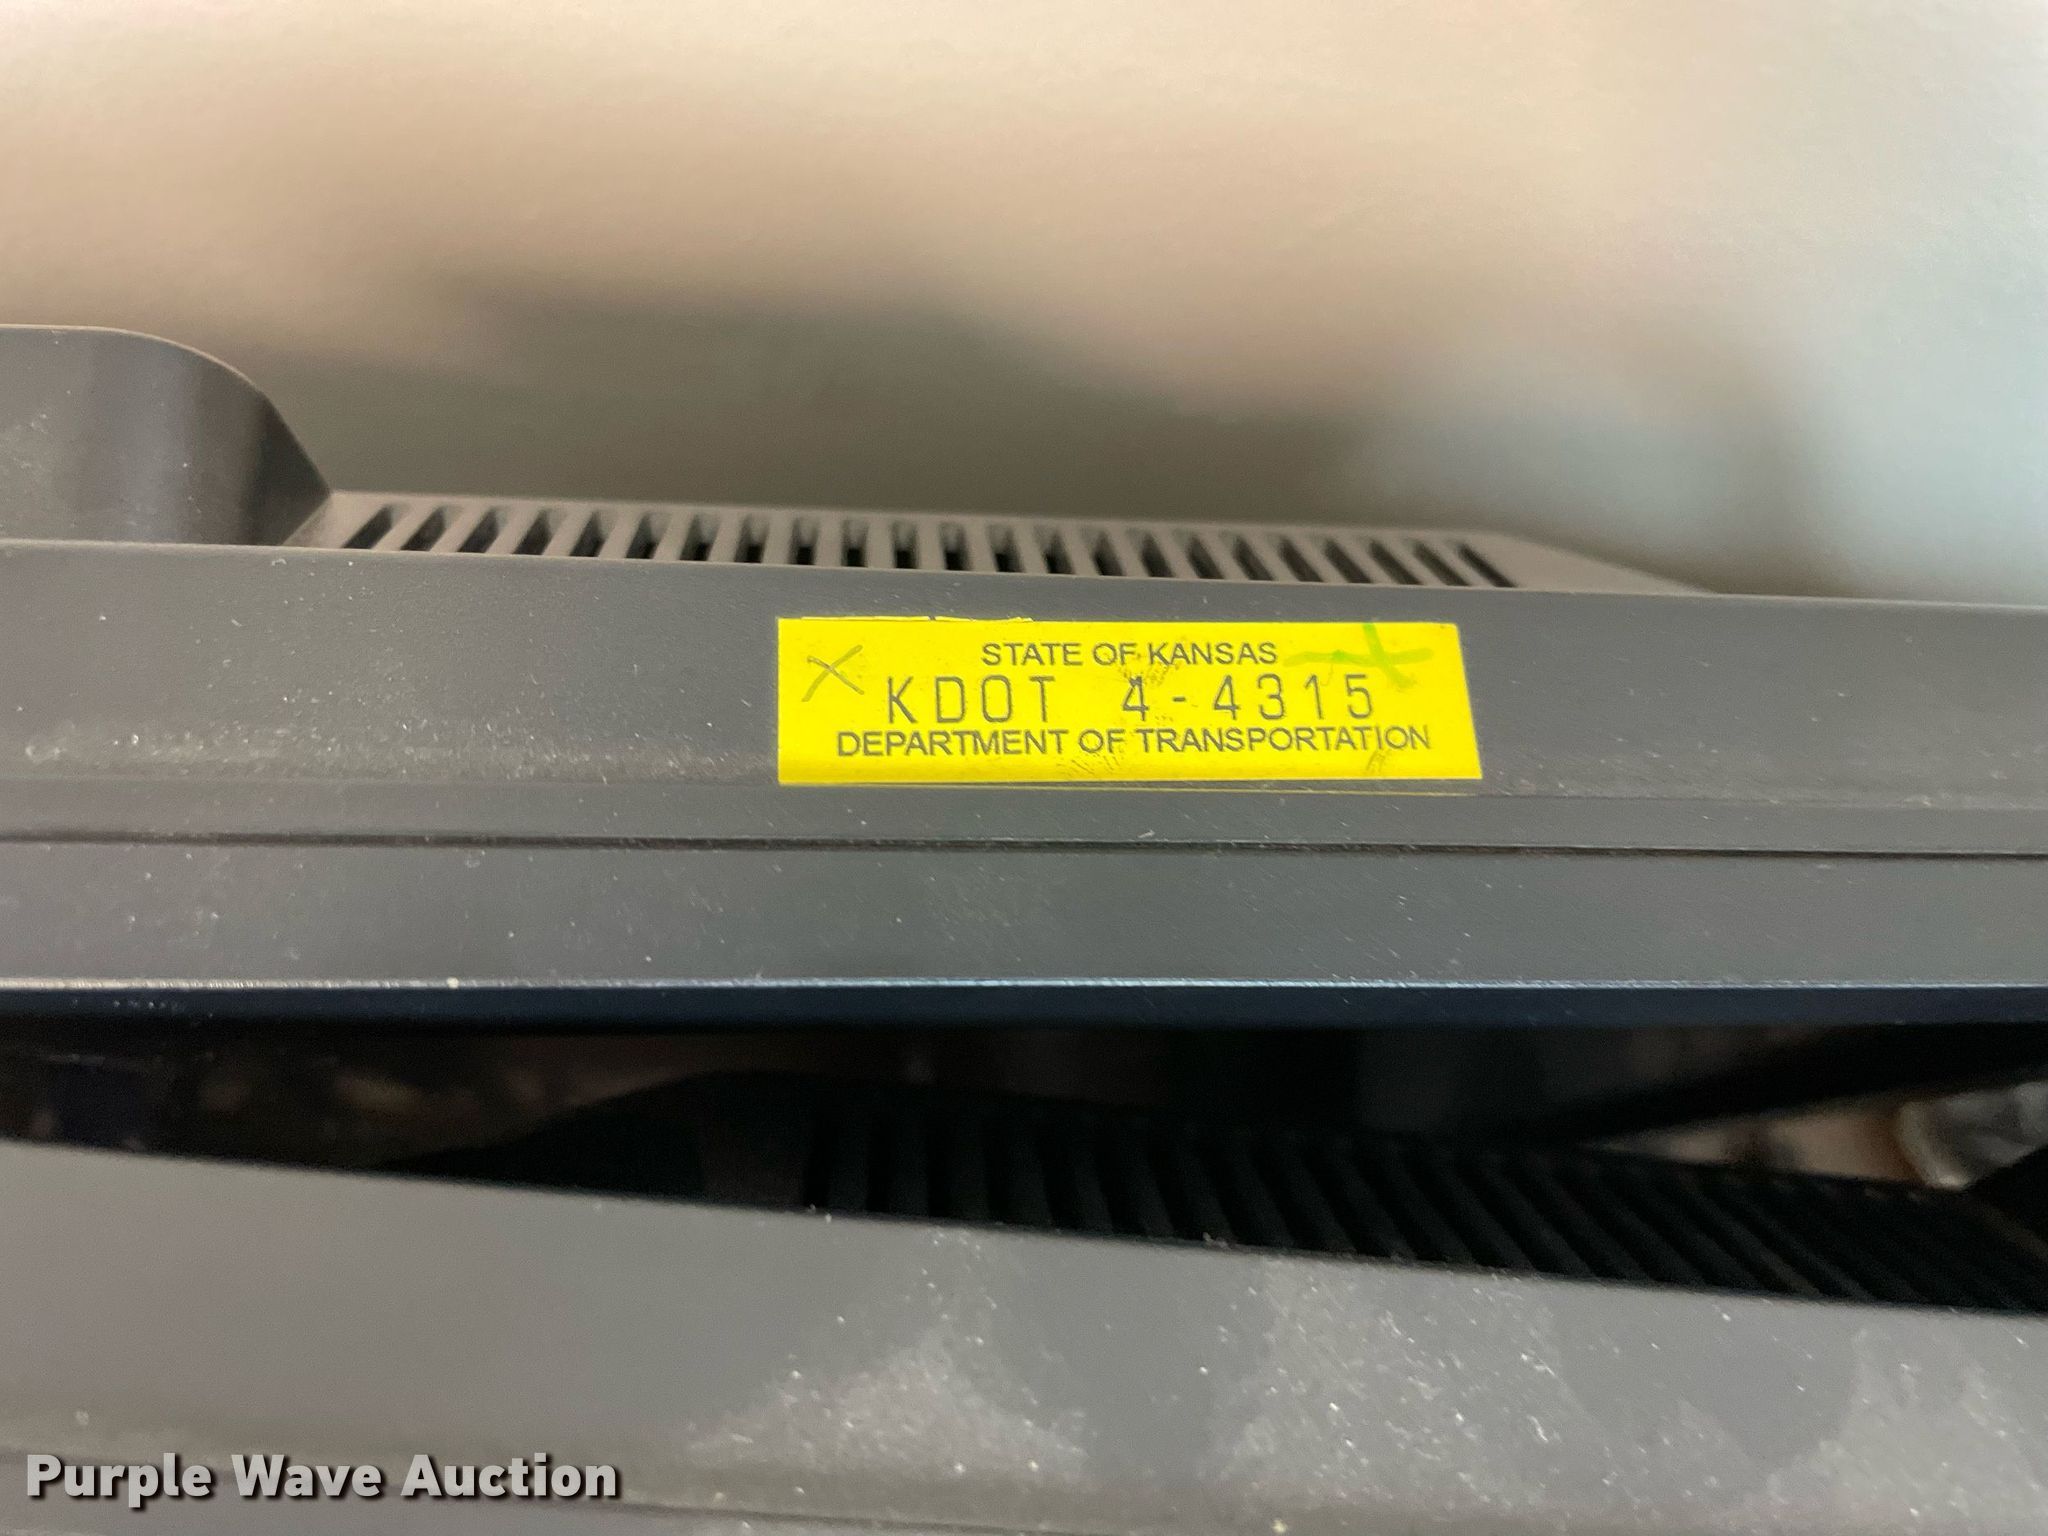 STATE OF KANSAS
KDOT 4-4315
DEPARTMENT OF TRANSPORTATION
Purple Wave Auction